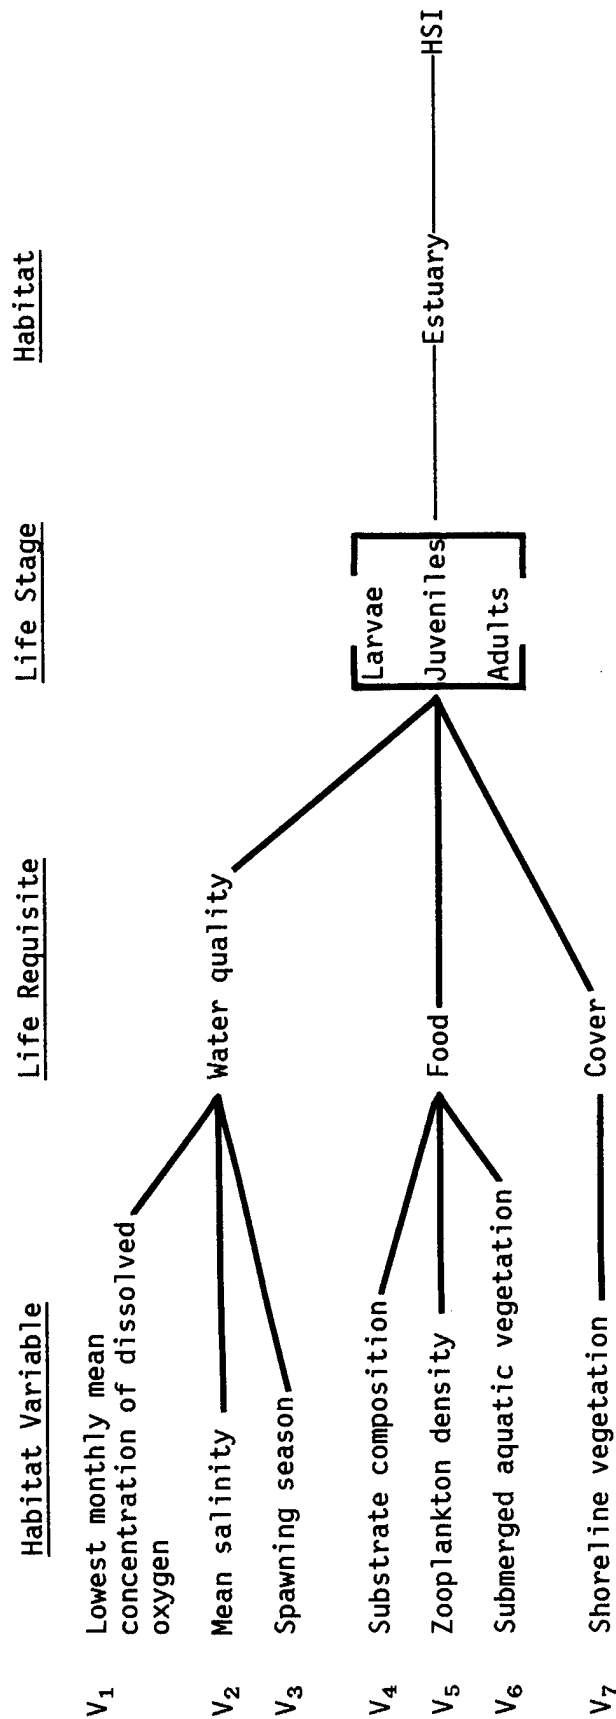 Habitat Variable
Life Requisite
Life Stage
Habitat
V₁ Lowest monthly mean
concentration of dissolved
oxygen
V₂ Mean salinity
V₃ Spawning season
Water quality
V₄ Substrate composition
V₅ Zooplankton density
V₆ Submerged aquatic vegetation
Food
V₇ Shoreline vegetation
Cover
Larvae
Juveniles
Adults
Estuary
HSI